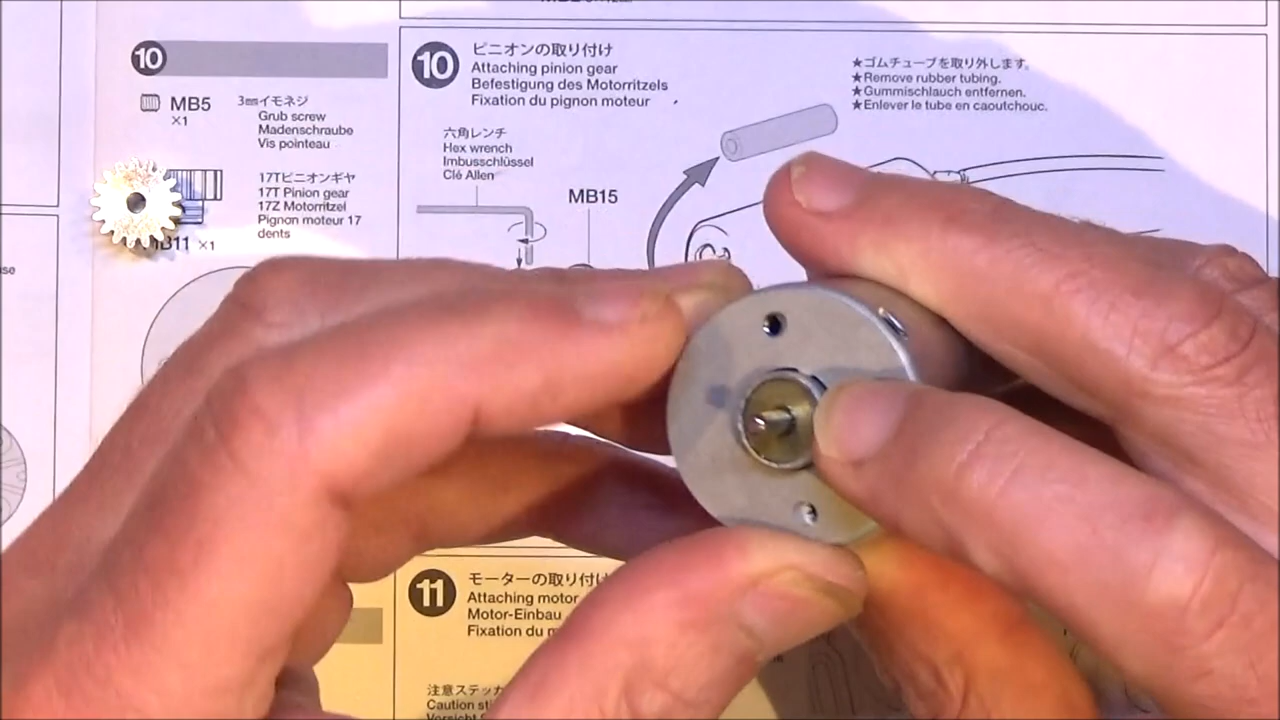 10
MB5
×1
3mmイモネジ
Grub screw
Madenschraube
Vis pointeau
17Tピニオンギヤ
17T Pinion gear
17Z Motorritzel
Pignon moteur 17
dents
MB11 ×1
10
ピニオンの取り付け
Attaching pinion gear
Befestigung des Motorritzels
Fixation du pignon moteur
六角レンチ
Hex wrench
Imbusschlüssel
Clé Allen
MB15
★ゴムチューブを取り外します。
★Remove rubber tubing.
★Gummischlauch entfernen.
★Enlever le tube en caoutchouc.
11
モーターの取り付け
Attaching motor
Motor-Einbau
Fixation du
注意ステッカ
Caution